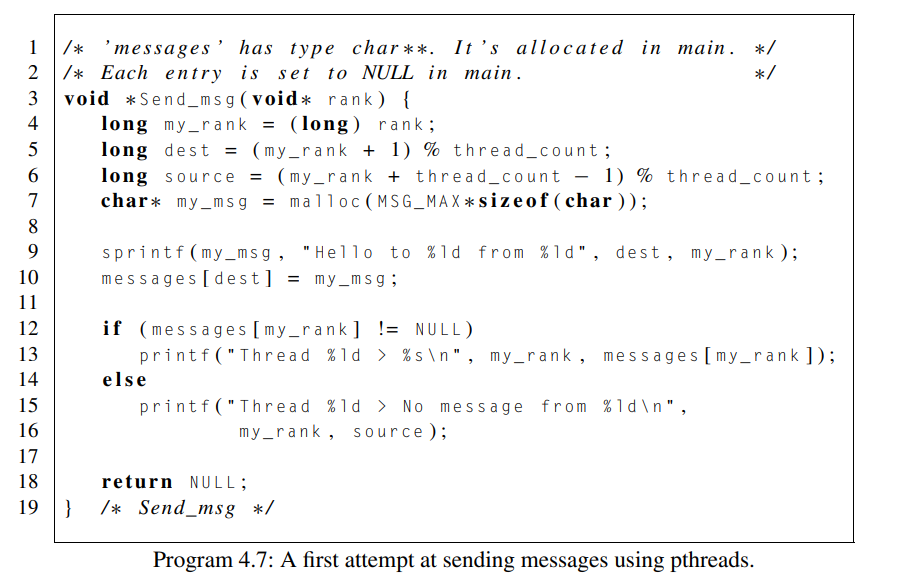 1 /* 'messages' has type char**. It's allocated in main. */
2 /* Each entry is set to NULL in main. */
3 void *Send_msg(void* rank) {
4 long my_rank = (long) rank;
5 long dest = (my_rank + 1) % thread_count;
6 long source = (my_rank + thread_count − 1) % thread_count;
7 char* my_msg = malloc(MSG_MAX*sizeof(char));
8
9 sprintf(my_msg, "Hello to %ld from %ld", dest, my_rank);
10 messages[dest] = my_msg;
11
12 if (messages[my_rank] != NULL)
13 printf("Thread %ld > %s\n", my_rank, messages[my_rank]);
14 else
15 printf("Thread %ld > No message from %ld\n",
16 my_rank, source);
17
18 return NULL;
19 } /* Send_msg */
Program 4.7: A first attempt at sending messages using pthreads.